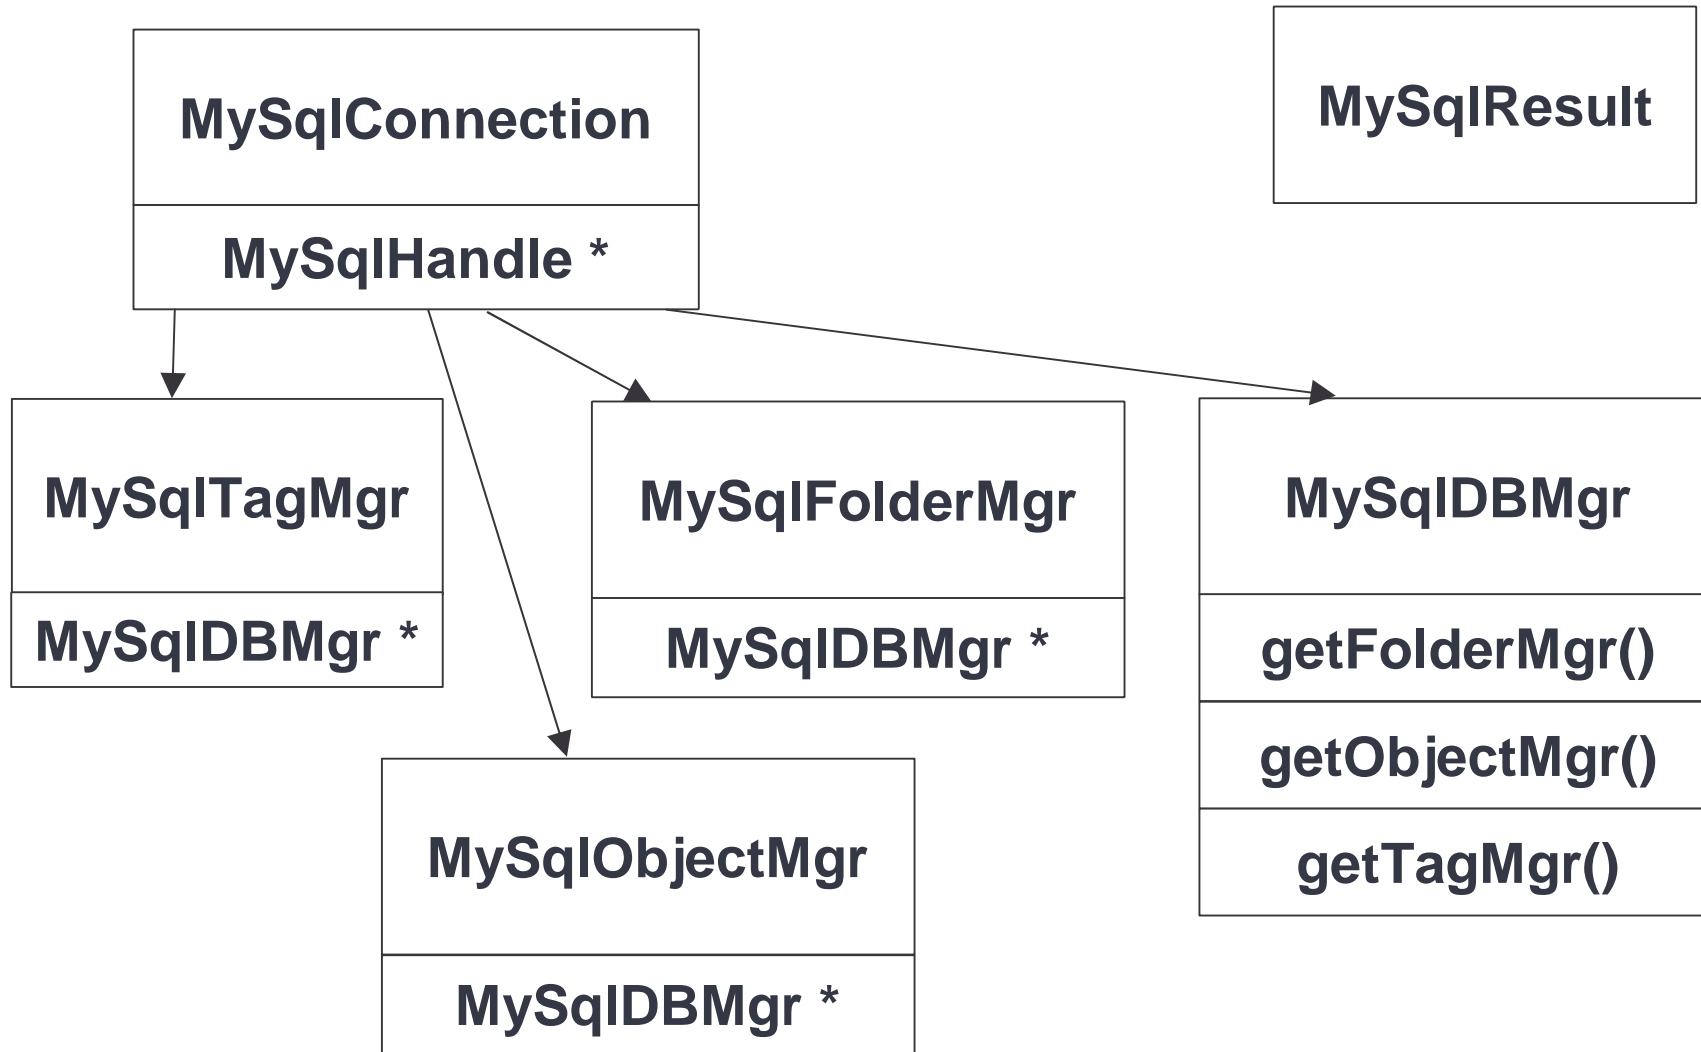 MySqlConnection
MySqlHandle *
MySqlResult
MySqlTagMgr
MySqlDBMgr *
MySqlFolderMgr
MySqlDBMgr *
MySqlDBMgr
getFolderMgr()
getObjectMgr()
getTagMgr()
MySqlObjectMgr
MySqlDBMgr *